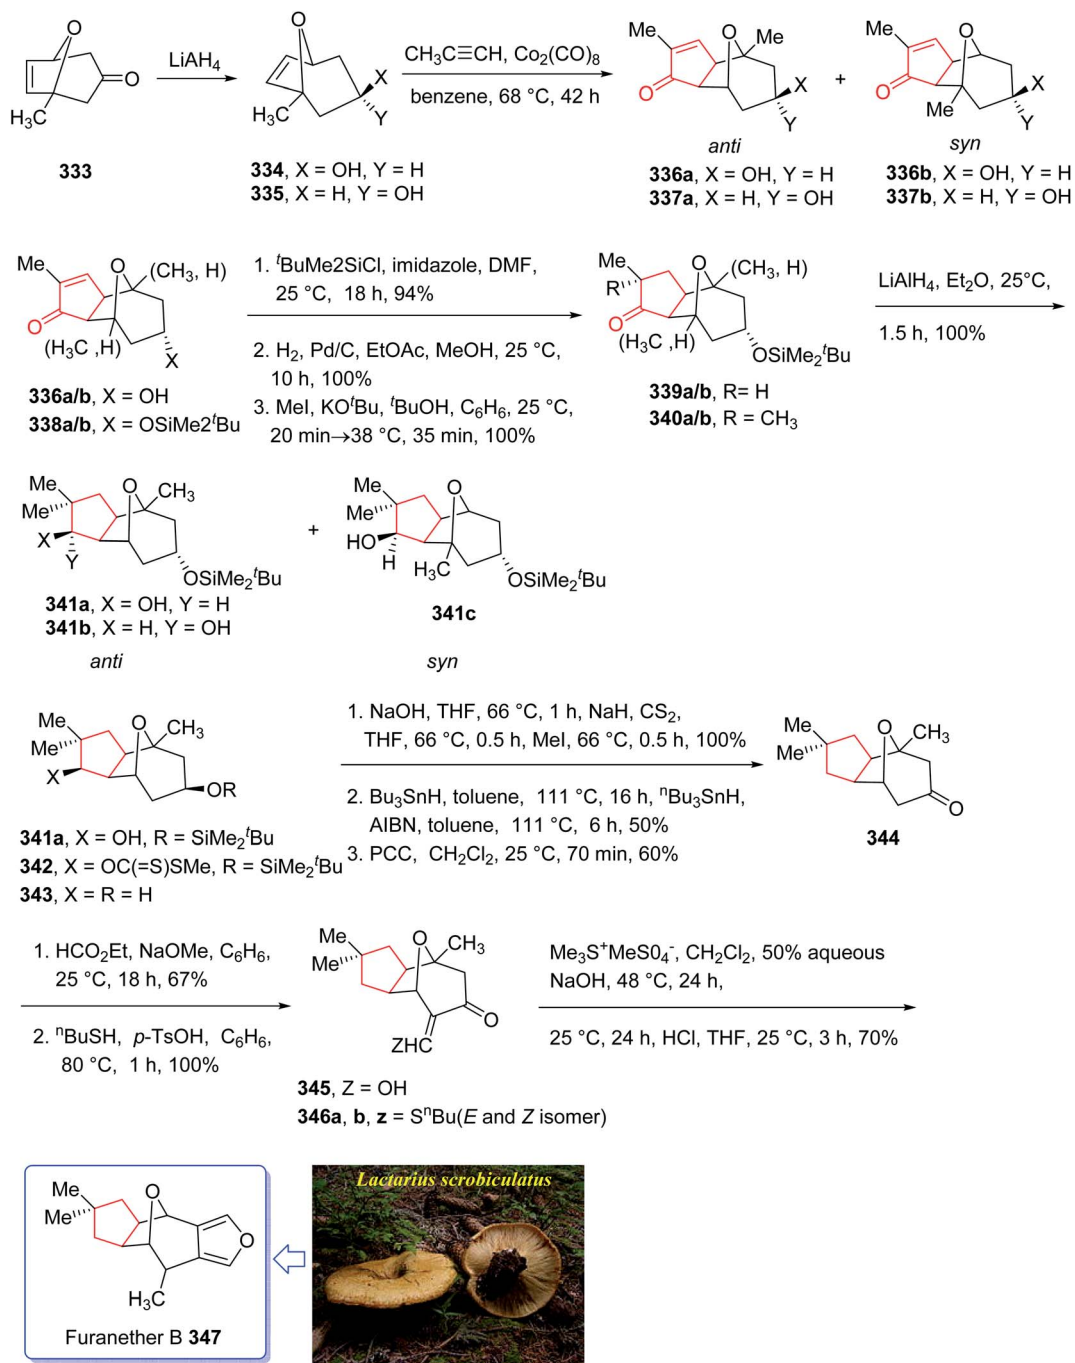 O
O
H₃C
333
LiAH₄
O
X
H₃C
Y
334, X = OH, Y = H
335, X = H, Y = OH
CH₃C≡CH, Co₂(CO)₈
benzene, 68 °C, 42 h
Me
O
Me
O
X
Y
anti
336a, X = OH, Y = H
337a, X = H, Y = OH
+
Me
O
O
Me
X
Y
syn
336b, X = OH, Y = H
337b, X = H, Y = OH
Me
O
(CH₃, H)
O
(H₃C ,H)
X
336a/b, X = OH
338a/b, X = OSiMe2ᵗBu
1. ᵗBuMe2SiCl, imidazole, DMF,
25 °C, 18 h, 94%
2. H₂, Pd/C, EtOAc, MeOH, 25 °C,
10 h, 100%
3. MeI, KOᵗBu, ᵗBuOH, C₆H₆, 25 °C,
20 min→38 °C, 35 min, 100%
Me
R
O
(CH₃, H)
O
(H₃C ,H)
OSiMe₂ᵗBu
339a/b, R= H
340a/b, R = CH₃
LiAlH₄, Et₂O, 25°C,
1.5 h, 100%
Me
Me
O
CH₃
X
Y
OSiMe₂ᵗBu
341a, X = OH, Y = H
341b, X = H, Y = OH
anti
+
Me
Me
O
HO
H
H₃C
OSiMe₂ᵗBu
341c
syn
Me
Me
O
CH₃
X
OR
341a, X = OH, R = SiMe₂ᵗBu
342, X = OC(=S)SMe, R = SiMe₂ᵗBu
343, X = R = H
1. NaOH, THF, 66 °C, 1 h, NaH, CS₂,
THF, 66 °C, 0.5 h, MeI, 66 °C, 0.5 h, 100%
2. Bu₃SnH, toluene, 111 °C, 16 h, ⁿBu₃SnH,
AIBN, toluene, 111 °C, 6 h, 50%
3. PCC, CH₂Cl₂, 25 °C, 70 min, 60%
Me
Me
O
CH₃
O
344
1. HCO₂Et, NaOMe, C₆H₆,
25 °C, 18 h, 67%
2. ⁿBuSH, p-TsOH, C₆H₆,
80 °C, 1 h, 100%
Me
Me
O
CH₃
O
ZHC
345, Z = OH
346a, b, z = SⁿBu(E and Z isomer)
Me₃S⁺MeS0₄⁻, CH₂Cl₂, 50% aqueous
NaOH, 48 °C, 24 h,
25 °C, 24 h, HCl, THF, 25 °C, 3 h, 70%
Me
Me
O
O
H₃C
Furanether B 347
Lactarius scrobiculatus